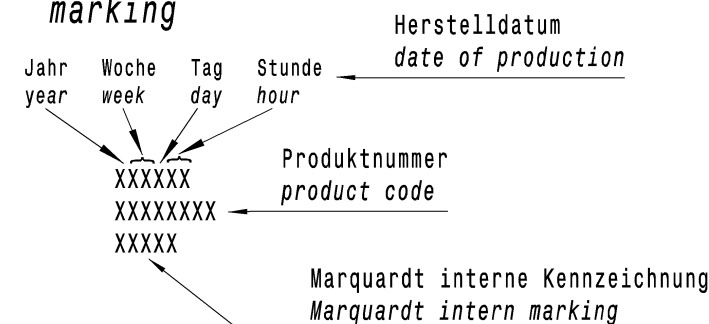 marking
Herstelldatum
date of production
Jahr Woche Tag Stunde
year week day hour
Produktnummer
product code
XXXXXX
XXXXXXXX
XXXXX
Marquardt interne Kennzeichnung
Marquardt intern marking